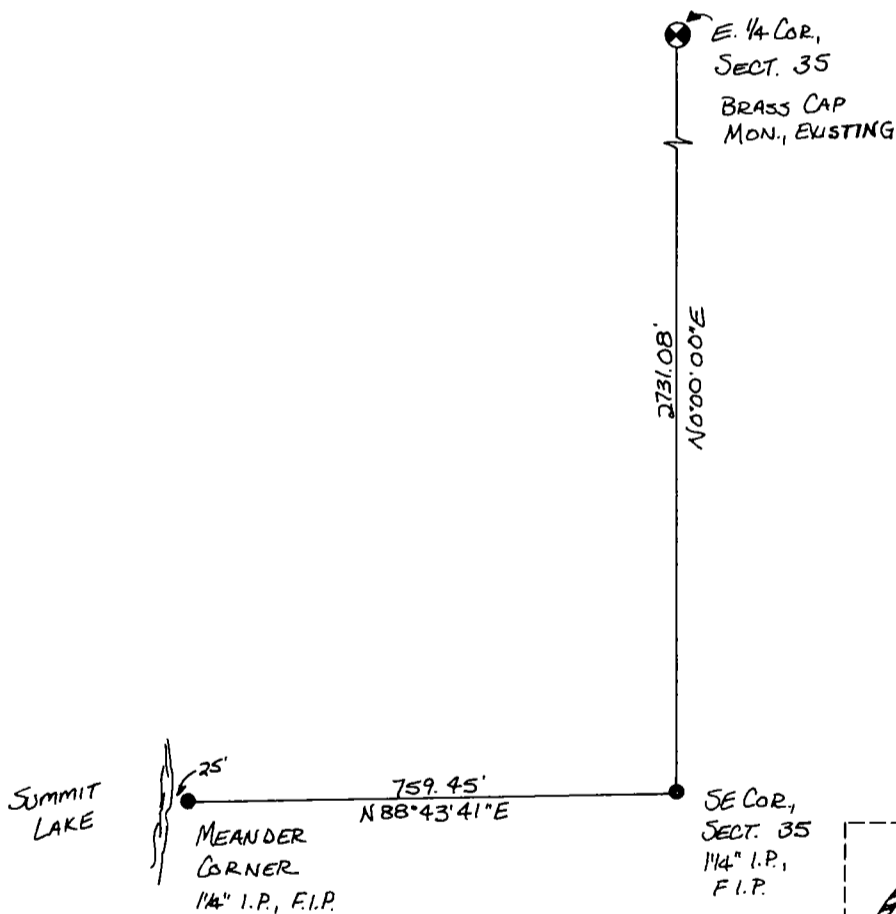 E. 1/4 COR.,
SECT. 35
BRASS CAP
MON., EXISTING
2731.08'
N0°00'00"E
SUMMIT
LAKE
25'
759.45'
N88°43'41"E
MEANDER
CORNER
1 1/4" I.P., F.I.P.
SE COR.,
SECT. 35
1 1/4" I.P.,
F I.P.